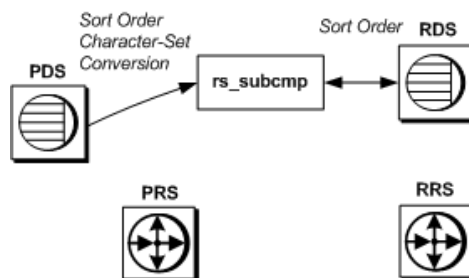 Sort Order
Character-Set
Conversion
Sort Order
RDS
PDS
rs_subcmp
PRS
RRS